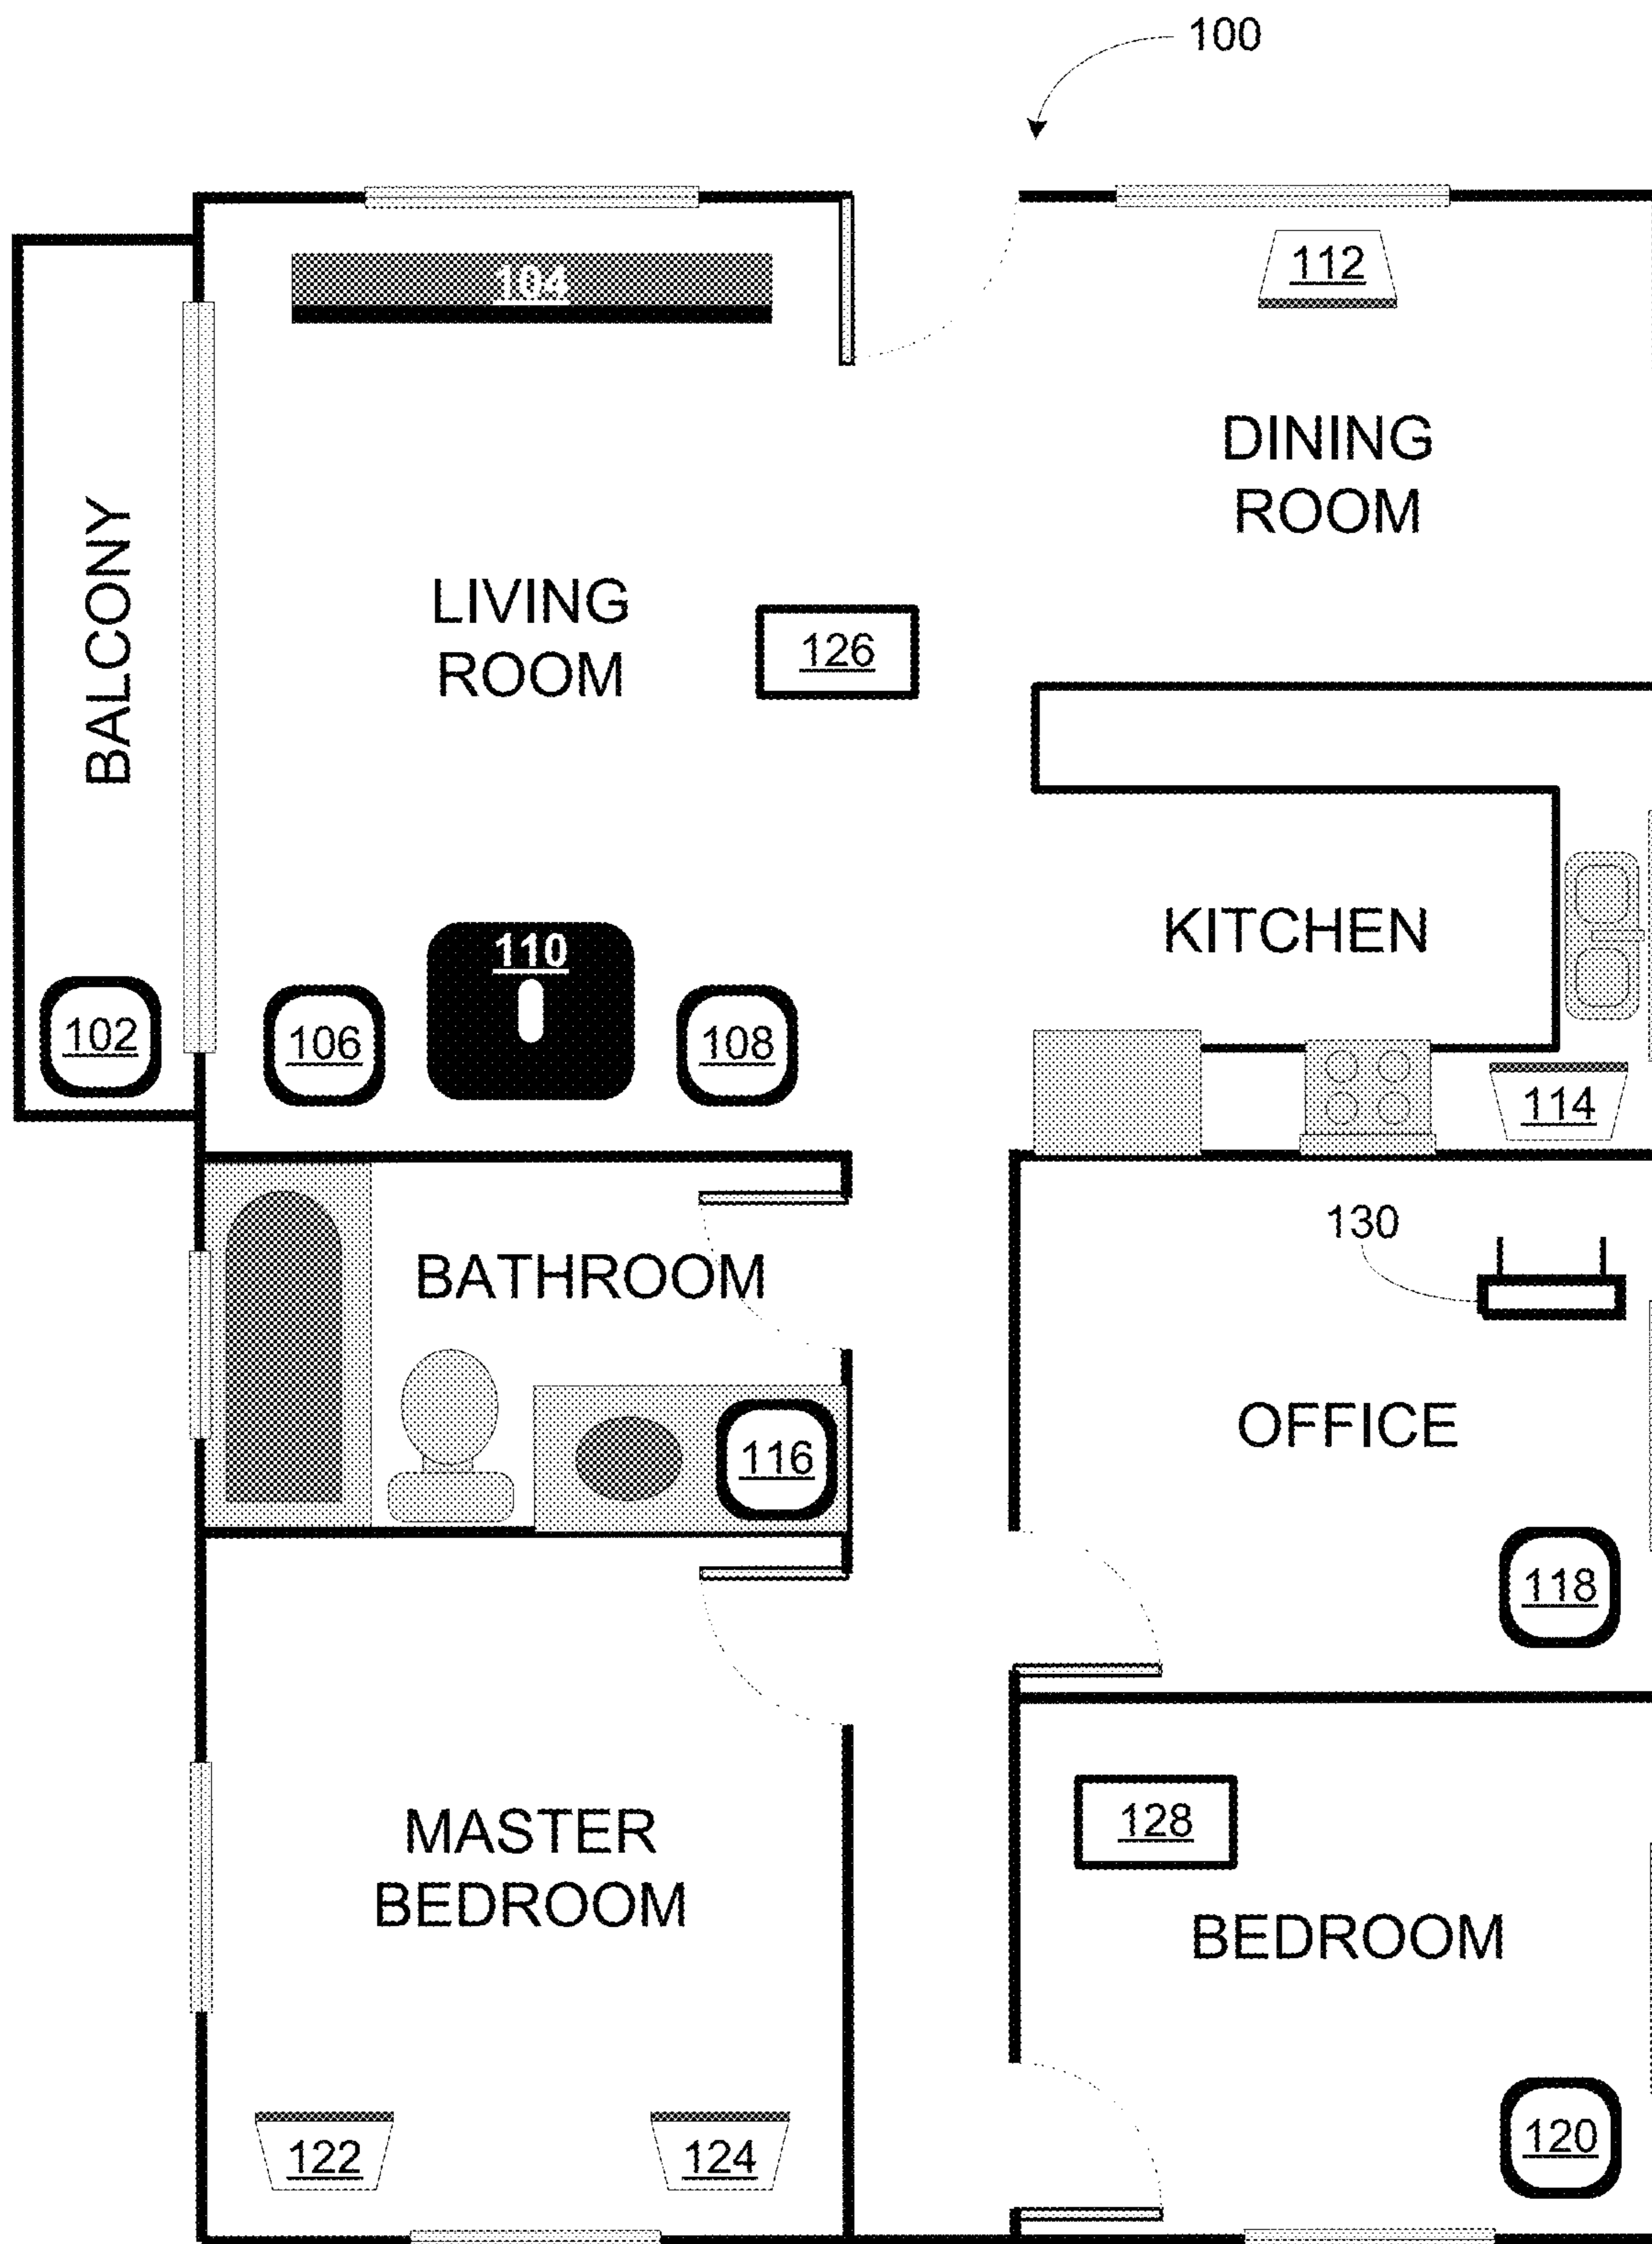 100
104
112
DINING
ROOM
BALCONY
LIVING
ROOM
126
KITCHEN
110
102
106
108
114
BATHROOM
130
OFFICE
116
118
MASTER
BEDROOM
128
BEDROOM
122
124
120